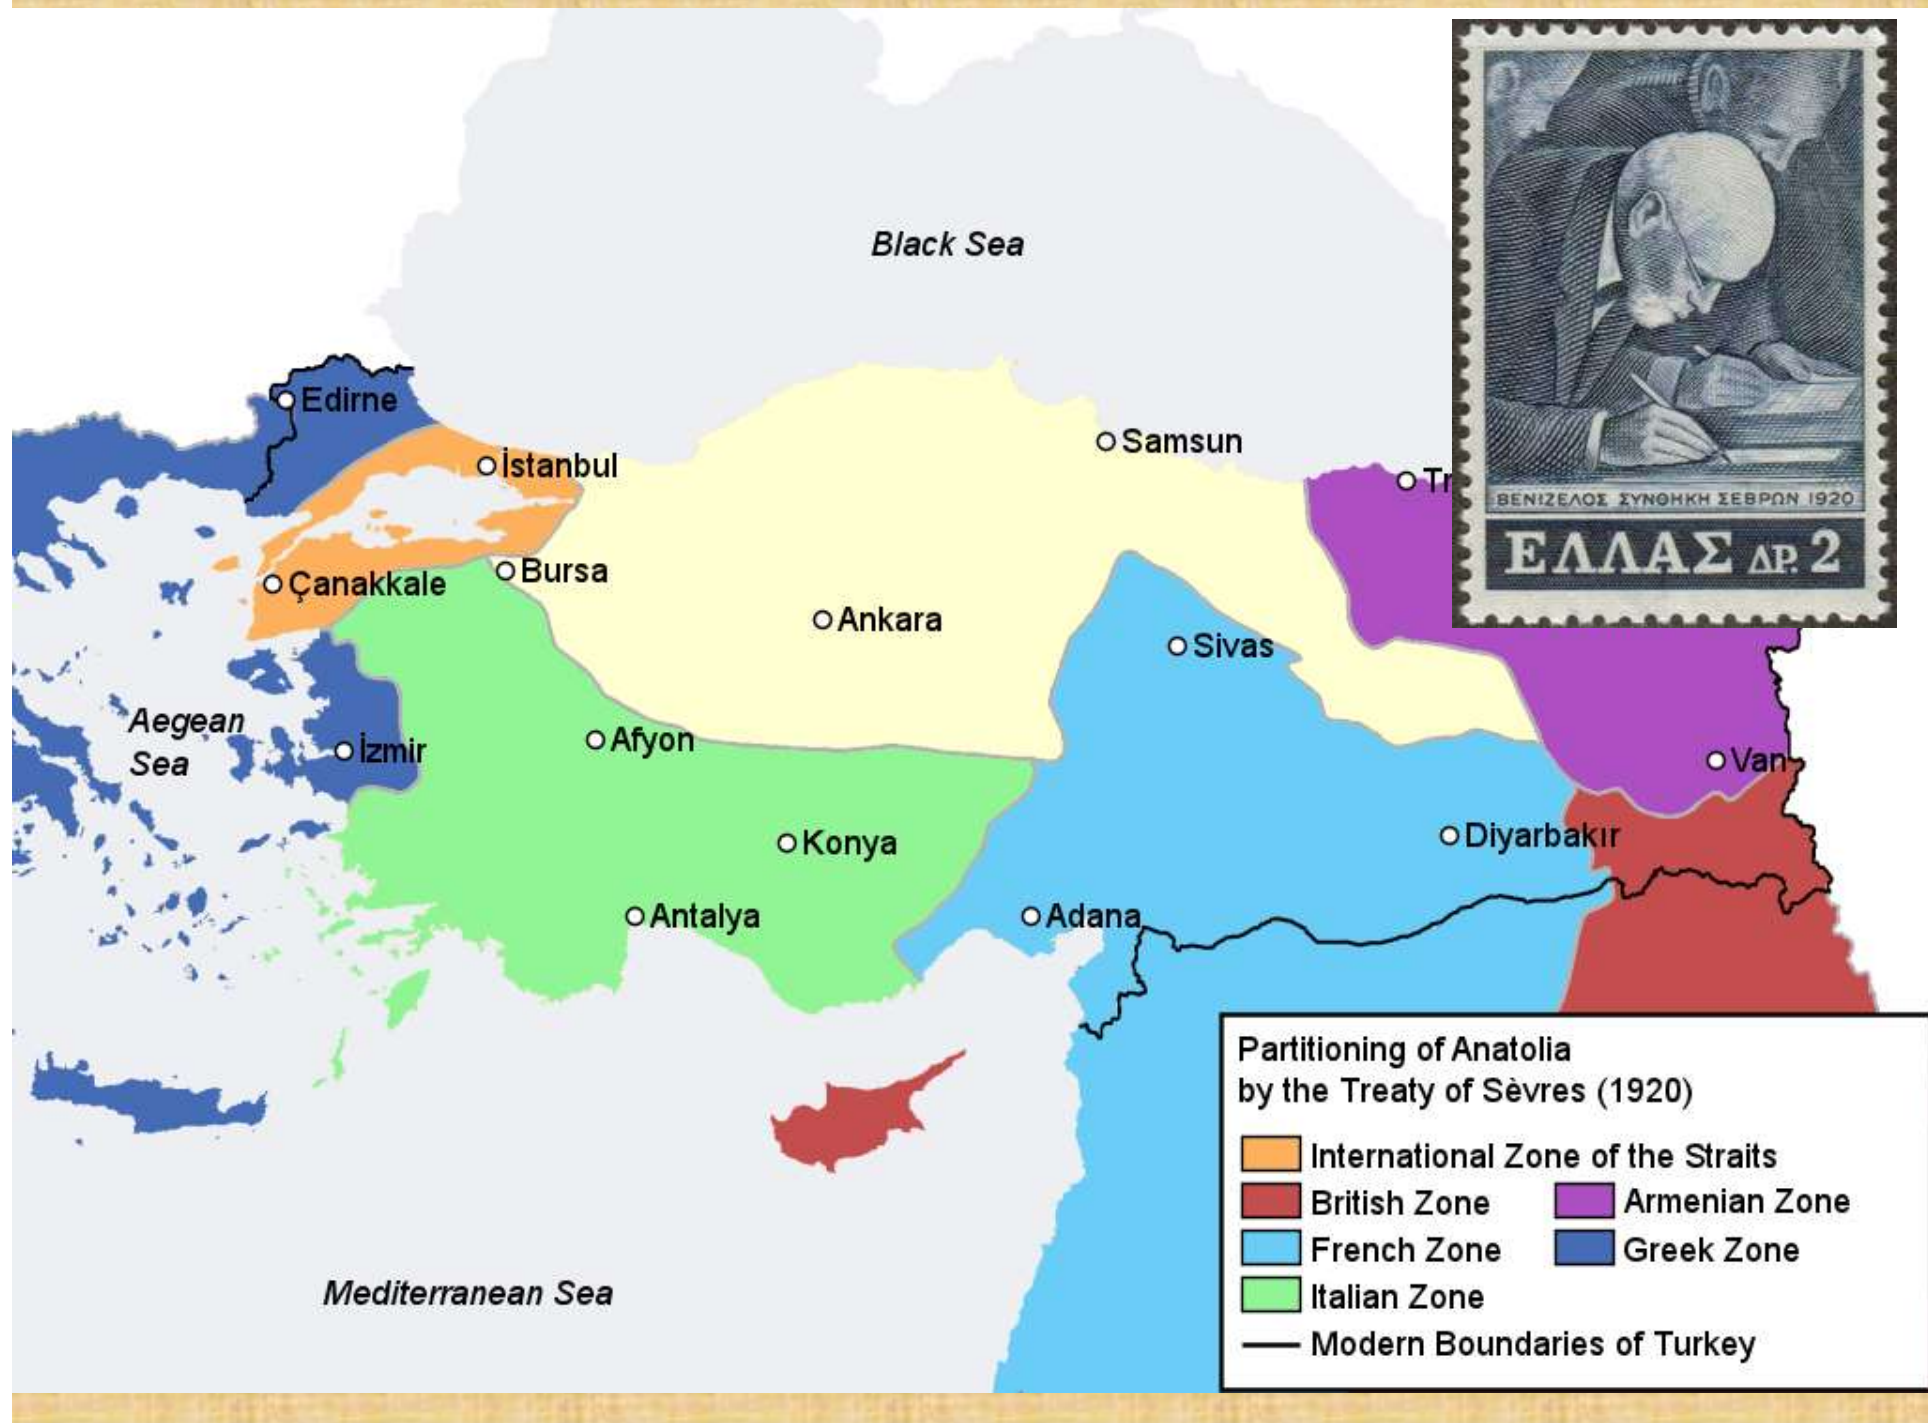 Black Sea
ΒΕΝΙΖΕΛΟΣ ΣΥΝΘΗΚΗ ΣΕΒΡΩΝ 1920
ΕΛΛΑΣ ΔΡ. 2
Edirne
İstanbul
Samsun
Çanakkale
Bursa
Ankara
Sivas
Aegean
Sea
İzmir
Afyon
Van
Konya
Diyarbakır
Antalya
Adana
Partitioning of Anatolia
by the Treaty of Sèvres (1920)
International Zone of the Straits
British Zone
Armenian Zone
French Zone
Greek Zone
Italian Zone
Modern Boundaries of Turkey
Mediterranean Sea